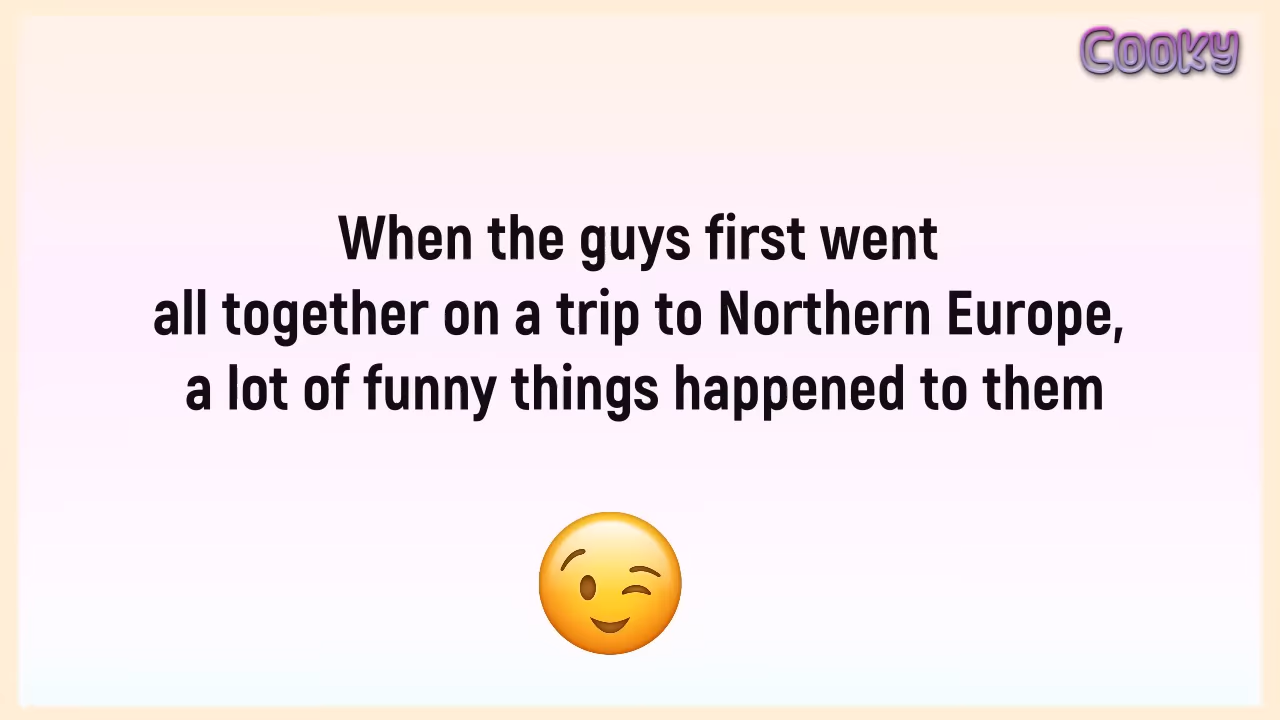 Cooky
When the guys first went
all together on a trip to Northern Europe,
a lot of funny things happened to them